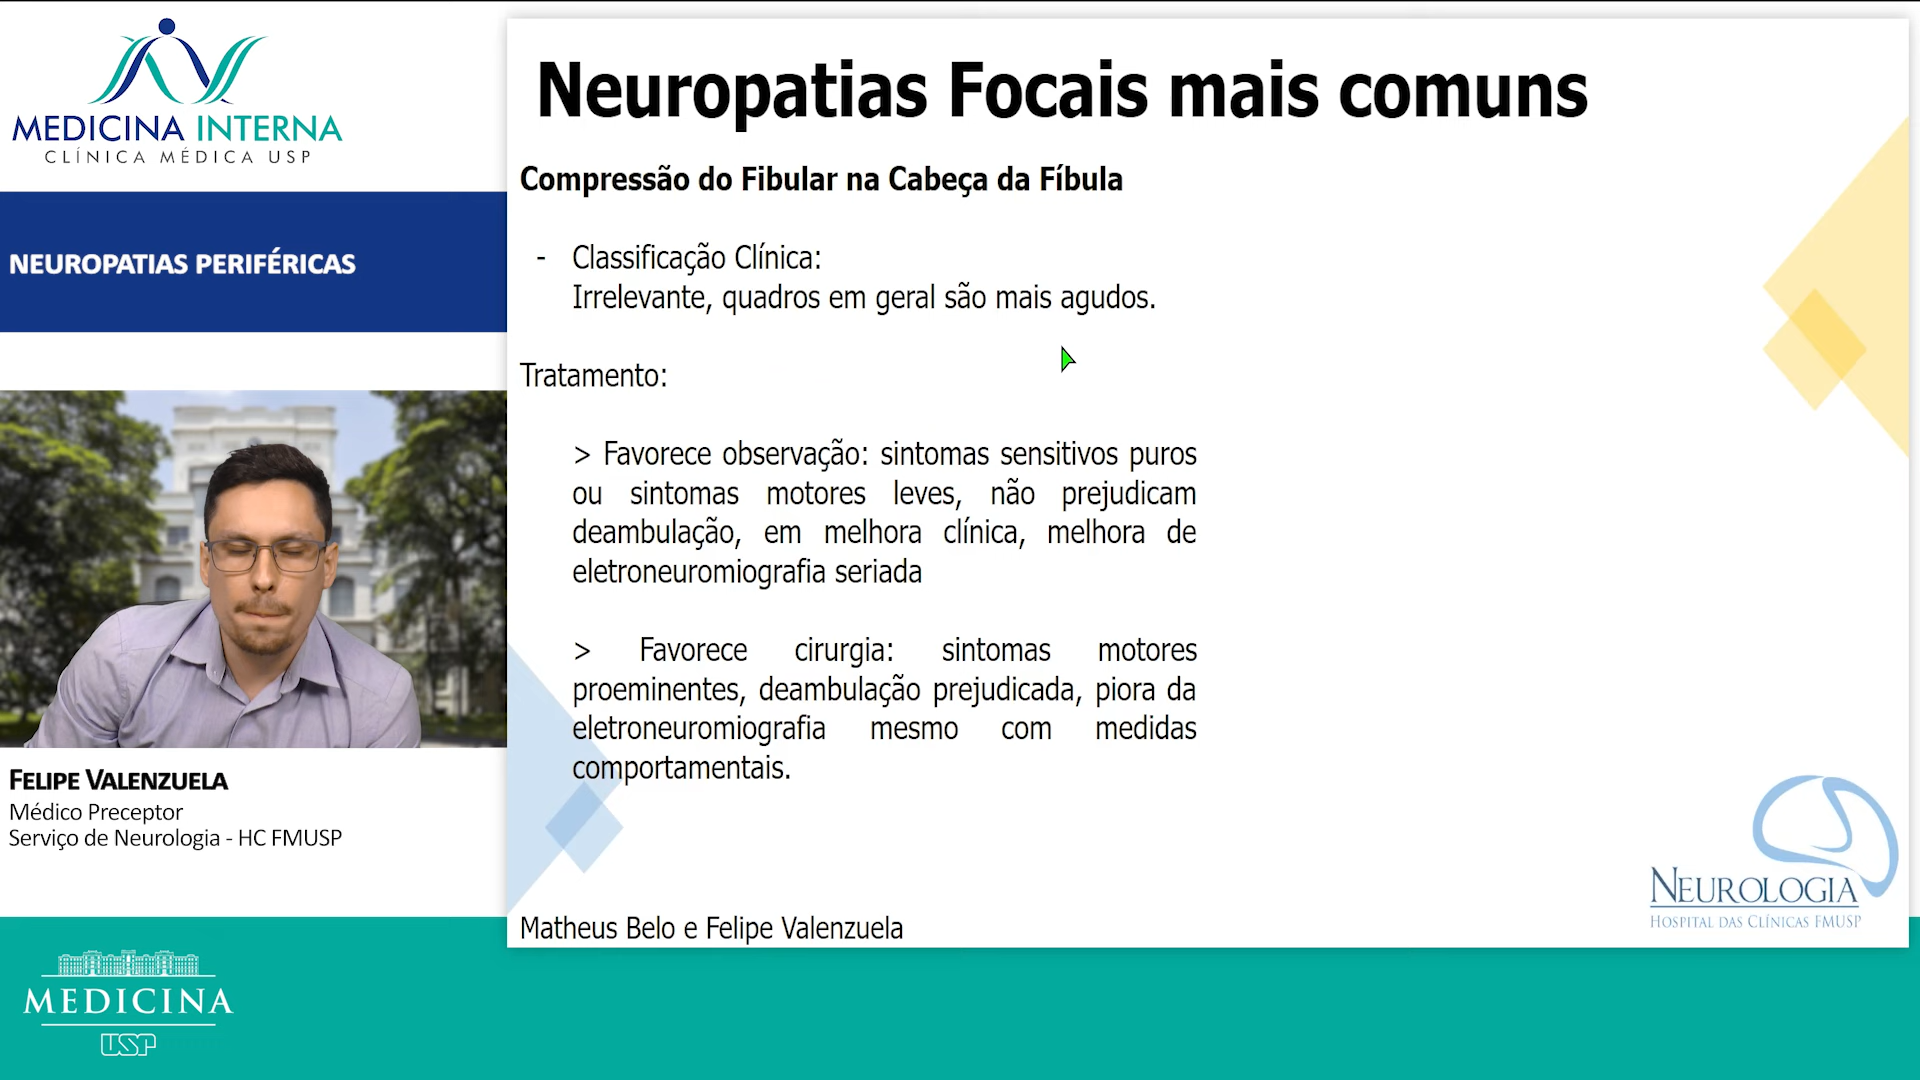 MEDICINA INTERNA
CLÍNICA MÉDICA USP
NEUROPATIAS PERIFÉRICAS
FELIPE VALENZUELA
Médico Preceptor
Serviço de Neurologia - HC FMUSP
MEDICINA
USP
Neuropatias Focais mais comuns
Compressão do Fibular na Cabeça da Fíbula
- Classificação Clínica:
Irrelevante, quadros em geral são mais agudos.
Tratamento:
> Favorece observação: sintomas sensitivos puros
ou sintomas motores leves, não prejudicam
deambulação, em melhora clínica, melhora de
eletroneuromiografia seriada
> Favorece cirurgia: sintomas motores
proeminentes, deambulação prejudicada, piora da
eletroneuromiografia mesmo com medidas
comportamentais.
Matheus Belo e Felipe Valenzuela
NEUROLOGIA
HOSPITAL DAS CLÍNICAS FMUSP